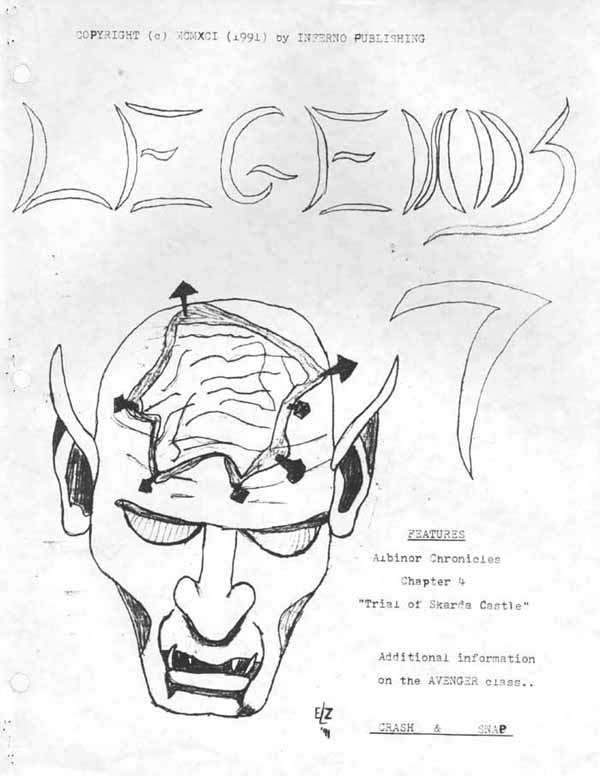 COPYRIGHT (c) MCMXCI (1991) by INFERNO PUBLISHING
LEGENDS
7
FEATURES
Albinor Chronicles
Chapter 4
"Trial of Skarda Castle"
Additional information
on the AVENGER class..
CRASH & SNAP
E/Z
'91